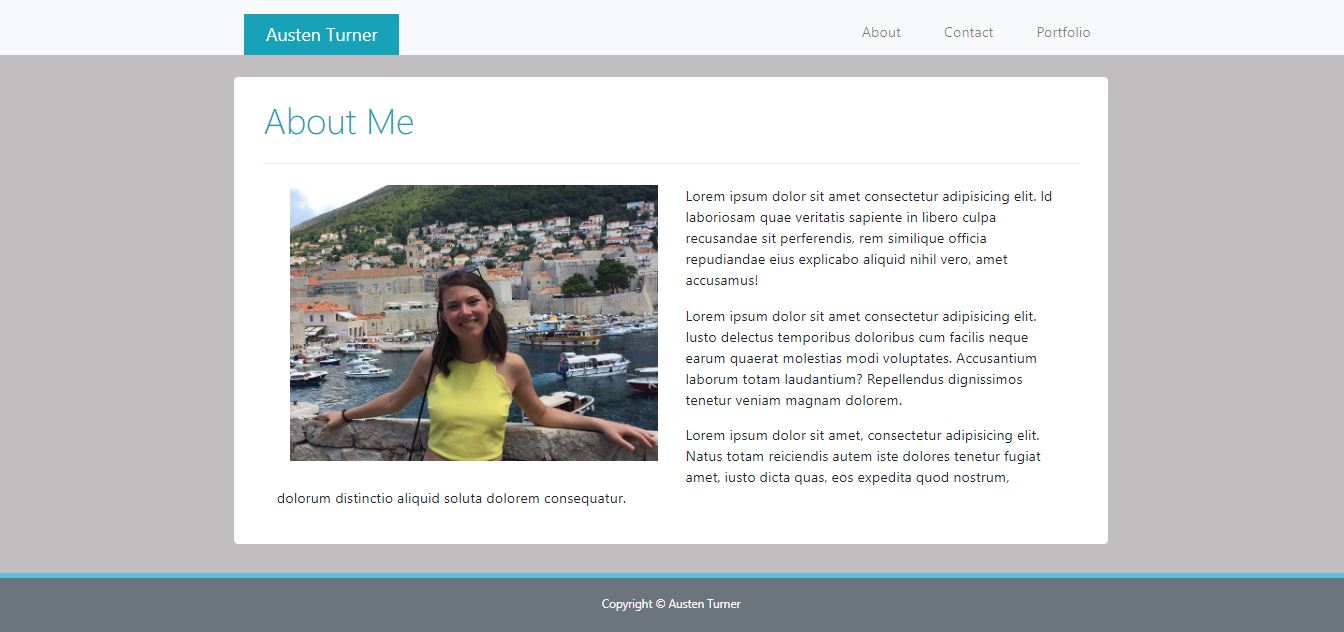 Austen Turner
About
Contact
Portfolio
About Me
Lorem ipsum dolor sit amet consectetur adipisicing elit. Id
laboriosam quae veritatis sapiente in libero culpa
recusandae sit perferendis, rem similique officia
repudiandae eius explicabo aliquid nihil vero, amet
accusamus!
Lorem ipsum dolor sit amet consectetur adipisicing elit.
Iusto delectus temporibus doloribus cum facilis neque
earum quaerat molestias modi voluptates. Accusantium
laborum totam laudantium? Repellendus dignissimos
tenetur veniam magnam dolorem.
Lorem ipsum dolor sit amet, consectetur adipisicing elit.
Natus totam reiciendis autem iste dolores tenetur fugiat
amet, iusto dicta quas, eos expedita quod nostrum,
dolorum distinctio aliquid soluta dolorem consequatur.
Copyright © Austen Turner